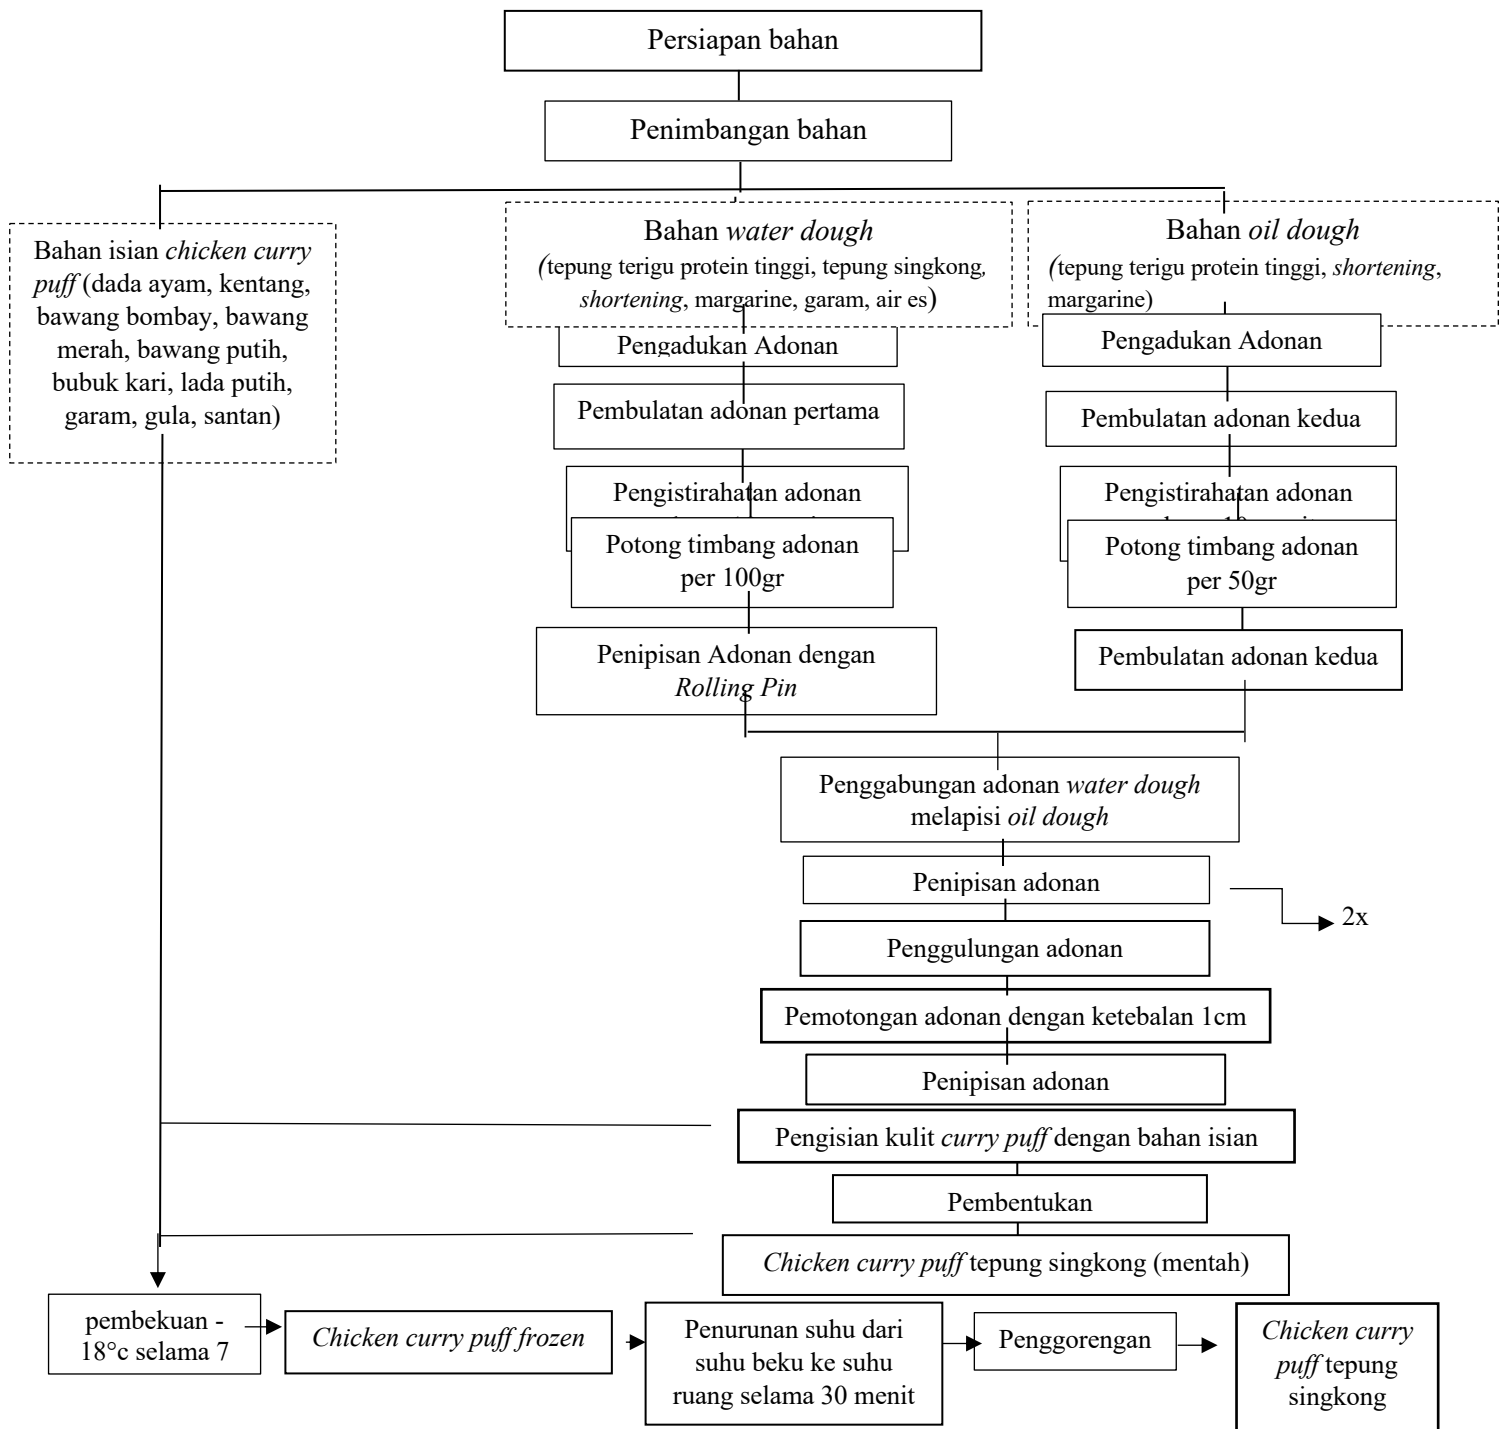 Persiapan bahan
Penimbangan bahan
Bahan isian chicken curry
puff (dada ayam, kentang,
bawang bombay, bawang
merah, bawang putih,
bubuk kari, lada putih,
garam, gula, santan)
Bahan water dough
(tepung terigu protein tinggi, tepung singkong,
shortening, margarine, garam, air es)
Pengadukan Adonan
Pembulatan adonan pertama
Pengistirahatan adonan
Potong timbang adonan
per 100gr
Penipisan Adonan dengan
Rolling Pin
Bahan oil dough
(tepung terigu protein tinggi, shortening,
margarine)
Pengadukan Adonan
Pembulatan adonan kedua
Pengistirahatan adonan
Potong timbang adonan
per 50gr
Pembulatan adonan kedua
Penggabungan adonan water dough
melapisi oil dough
Penipisan adonan
2x
Penggulungan adonan
Pemotongan adonan dengan ketebalan 1cm
Penipisan adonan
Pengisian kulit curry puff dengan bahan isian
Pembentukan
Chicken curry puff tepung singkong (mentah)
pembekuan -
18°c selama 7
Chicken curry puff frozen
Penurunan suhu dari
suhu beku ke suhu
ruang selama 30 menit
Penggorengan
Chicken curry
puff tepung
singkong